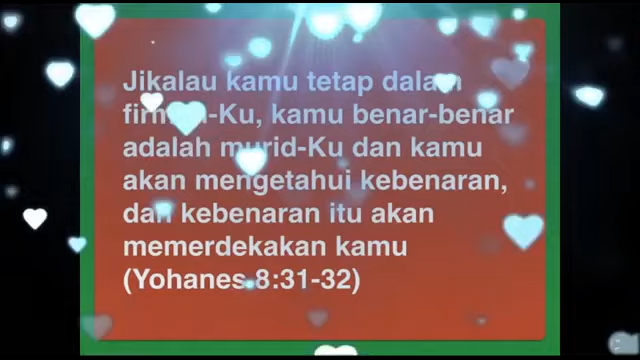 Jikalau kamu tetap dalam
firman-Ku, kamu benar-benar
adalah murid-Ku dan kamu
akan mengetahui kebenaran,
dan kebenaran itu akan
memerdekakan kamu
(Yohanes 8:31-32)